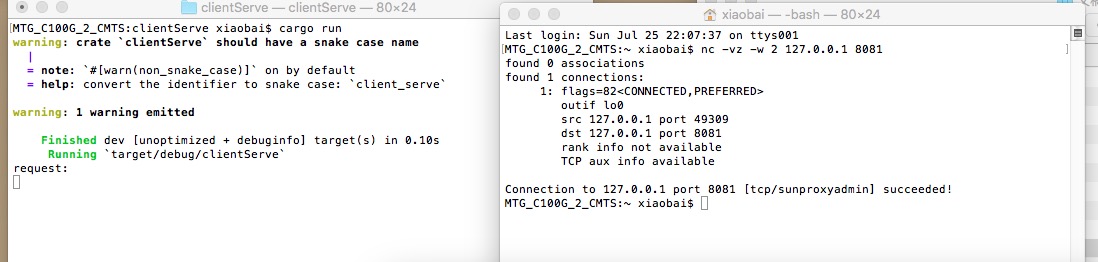 clientServe — clientServe — 80×24
[MTG_C100G_2_CMTS:clientServe xiaobai$ cargo run
warning: crate `clientServe` should have a snake case name
|
= note: `#[warn(non_snake_case)]` on by default
= help: convert the identifier to snake case: `client_serve`
warning: 1 warning emitted
Finished dev [unoptimized + debuginfo] target(s) in 0.10s
Running `target/debug/clientServe`
request:
xiaobai — -bash — 80×24
Last login: Sun Jul 25 22:07:37 on ttys001
[MTG_C100G_2_CMTS:~ xiaobai$ nc -vz -w 2 127.0.0.1 8081 ]
found 0 associations
found 1 connections:
1: flags=82<CONNECTED,PREFERRED>
outif lo0
src 127.0.0.1 port 49309
dst 127.0.0.1 port 8081
rank info not available
TCP aux info available
Connection to 127.0.0.1 port 8081 [tcp/sunproxyadmin] succeeded!
MTG_C100G_2_CMTS:~ xiaobai$